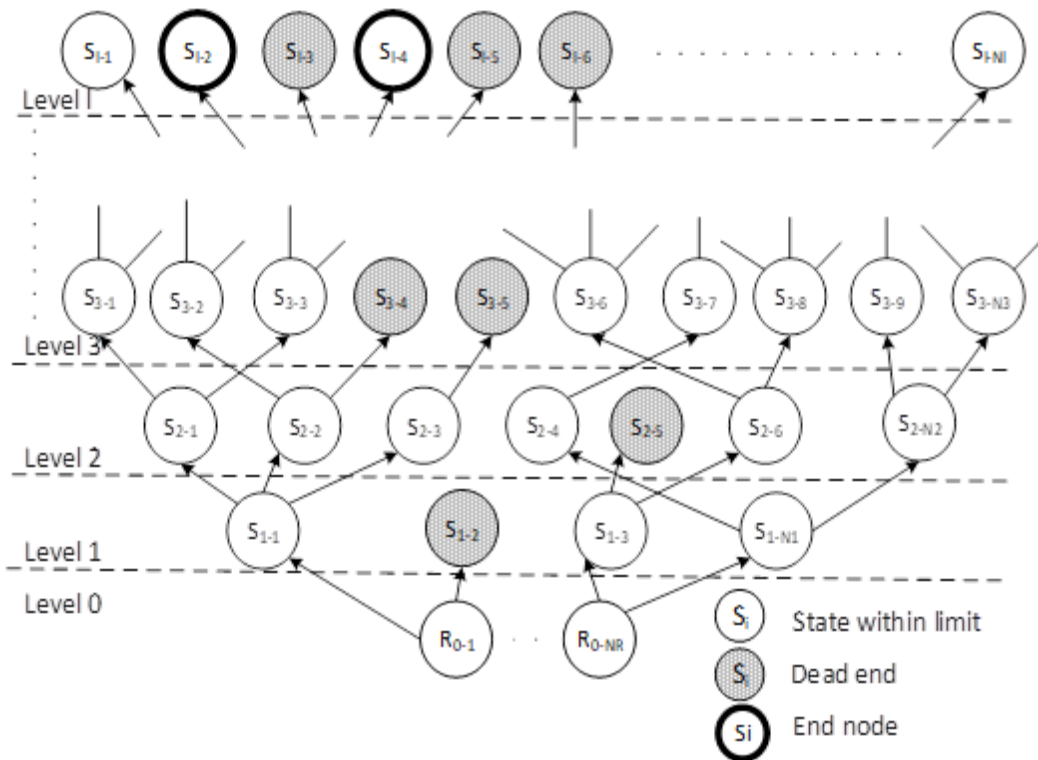 S_{l-1} S_{l-2} S_{l-3} S_{l-4} S_{l-5} S_{l-6} S_{l-Nl}
Level l
S_{3-1} S_{3-2} S_{3-3} S_{3-4} S_{3-5} S_{3-6} S_{3-7} S_{3-8} S_{3-9} S_{3-N3}
Level 3
S_{2-1} S_{2-2} S_{2-3} S_{2-4} S_{2-5} S_{2-6} S_{2-N2}
Level 2
S_{1-1} S_{1-2} S_{1-3} S_{1-N1}
Level 1
Level 0
R_{0-1} R_{0-NR}
S_i State within limit
S_i Dead end
Si End node